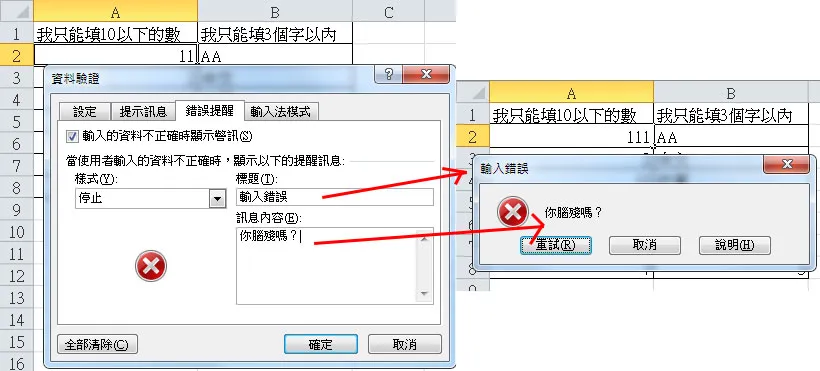 A B C
1 我只能填10以下的數 我只能填3個字以內
2 11 AA
3
4
5
6
7
8
9
10
11
12
13
14
15
16
資料驗證
設定 提示訊息 錯誤提醒 輸入法模式
輸入的資料不正確時顯示警訊(S)
當使用者輸入的資料不正確時，顯示以下的提醒訊息:
樣式(Y): 標題(T):
停止 輸入錯誤
訊息內容(E):
你腦殘嗎？
全部清除(C) 確定 取消
A B
1 我只能填10以下的數 我只能填3個字以內
2 111 AA
輸入錯誤
你腦殘嗎？
重試(R) 取消 說明(H)